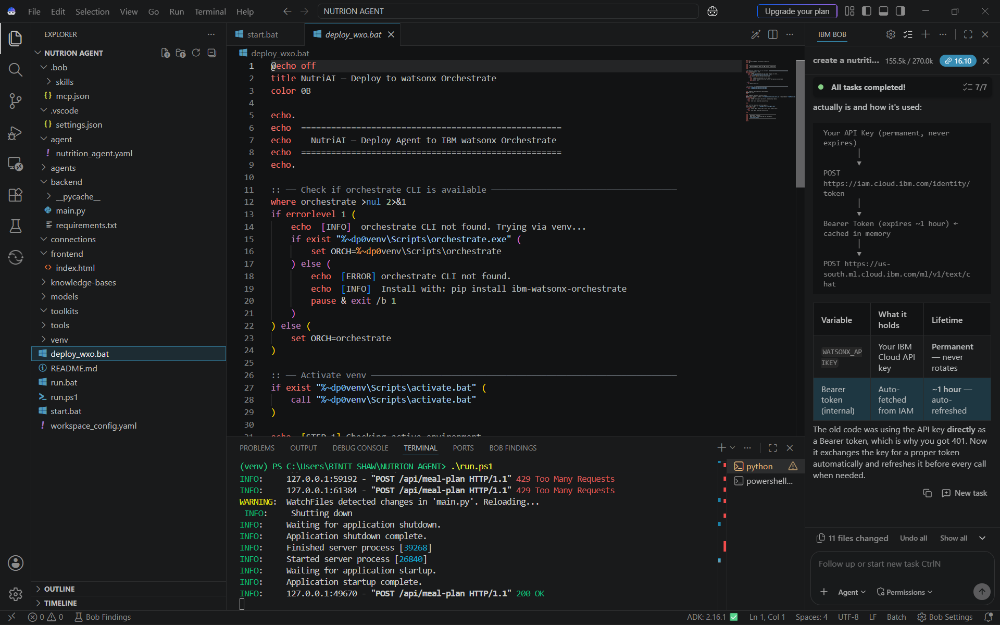 File Edit Selection View Go Run Terminal Help
NUTRION AGENT
Upgrade your plan
EXPLORER
NUTRION AGENT
.bob
skills
mcp.json
.vscode
settings.json
agent
nutrition_agent.yaml
agents
backend
__pycache__
main.py
requirements.txt
connections
frontend
index.html
knowledge-bases
models
toolkits
tools
venv
deploy_wxo.bat
README.md
run.bat
run.ps1
start.bat
workspace_config.yaml
OUTLINE
TIMELINE
start.bat
deploy_wxo.bat
deploy_wxo.bat
1 @echo off
2 title NutriAI — Deploy to watsonx Orchestrate
3 color 0B
4
5 echo.
6 echo ====================================================
7 echo NutriAI — Deploy Agent to IBM watsonx Orchestrate
8 echo ====================================================
9 echo.
10
11 :: —— Check if orchestrate CLI is available ——————————
12 where orchestrate >nul 2>&1
13 if errorlevel 1 (
14 echo [INFO] orchestrate CLI not found. Trying via venv...
15 if exist "%~dp0venv\Scripts\orchestrate.exe" (
16 set ORCH=%~dp0venv\Scripts\orchestrate
17 ) else (
18 echo [ERROR] orchestrate CLI not found.
19 echo [INFO] Install with: pip install ibm-watsonx-orchestrate
20 pause & exit /b 1
21 )
22 ) else (
23 set ORCH=orchestrate
24 )
25
26 :: —— Activate venv ——————————
27 if exist "%~dp0venv\Scripts\activate.bat" (
28 call "%~dp0venv\Scripts\activate.bat"
29 )
30
31 echo [STEP 1] Checking active environment
PROBLEMS OUTPUT DEBUG CONSOLE TERMINAL PORTS BOB FINDINGS
(venv) PS C:\Users\BINIT SHAW\NUTRION AGENT> .\run.ps1
INFO: 127.0.0.1:59192 - "POST /api/meal-plan HTTP/1.1" 429 Too Many Requests
INFO: 127.0.0.1:61384 - "POST /api/meal-plan HTTP/1.1" 429 Too Many Requests
WARNING: WatchFiles detected changes in 'main.py'. Reloading...
INFO: Shutting down
INFO: Waiting for application shutdown.
INFO: Application shutdown complete.
INFO: Finished server process [39268]
INFO: Started server process [26840]
INFO: Waiting for application startup.
INFO: Application startup complete.
INFO: 127.0.0.1:49670 - "POST /api/meal-plan HTTP/1.1" 200 OK
python
powershell...
IBM BOB
create a nutriti... 155.5k / 270.0k 16.10
All tasks completed! 7/7
actually is and how it's used:
Your API Key (permanent, never
expires)
│
▼
POST
https://iam.cloud.ibm.com/identity/
token
│
▼
Bearer Token (expires ~1 hour) ←
cached in memory
│
▼
POST https://us-
south.ml.cloud.ibm.com/ml/v1/text/c
hat
Variable What it holds Lifetime
WATSONX_APIKEY Your IBM Cloud API key Permanent — never rotates
Bearer token (internal) Auto-fetched from IAM ~1 hour — auto-refreshed
The old code was using the API key directly as
a Bearer token, which is why you got 401. Now
it exchanges the key for a proper token
automatically and refreshes it before every call
when needed.
New task
11 files changed Undo all Show all
Follow up or start new task CtrlN
Agent Permissions
0 0 Bob Findings
ADK: 2.16.1 ✅ Ln 1, Col 1 Spaces: 4 UTF-8 LF Batch Bob Settings